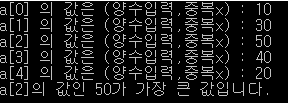 a[0] 의 값은 (양수입력,중복x) : 10
a[1] 의 값은 (양수입력,중복x) : 30
a[2] 의 값은 (양수입력,중복x) : 50
a[3] 의 값은 (양수입력,중복x) : 40
a[4] 의 값은 (양수입력,중복x) : 20
a[2]의 값인 50가 가장 큰 값입니다.